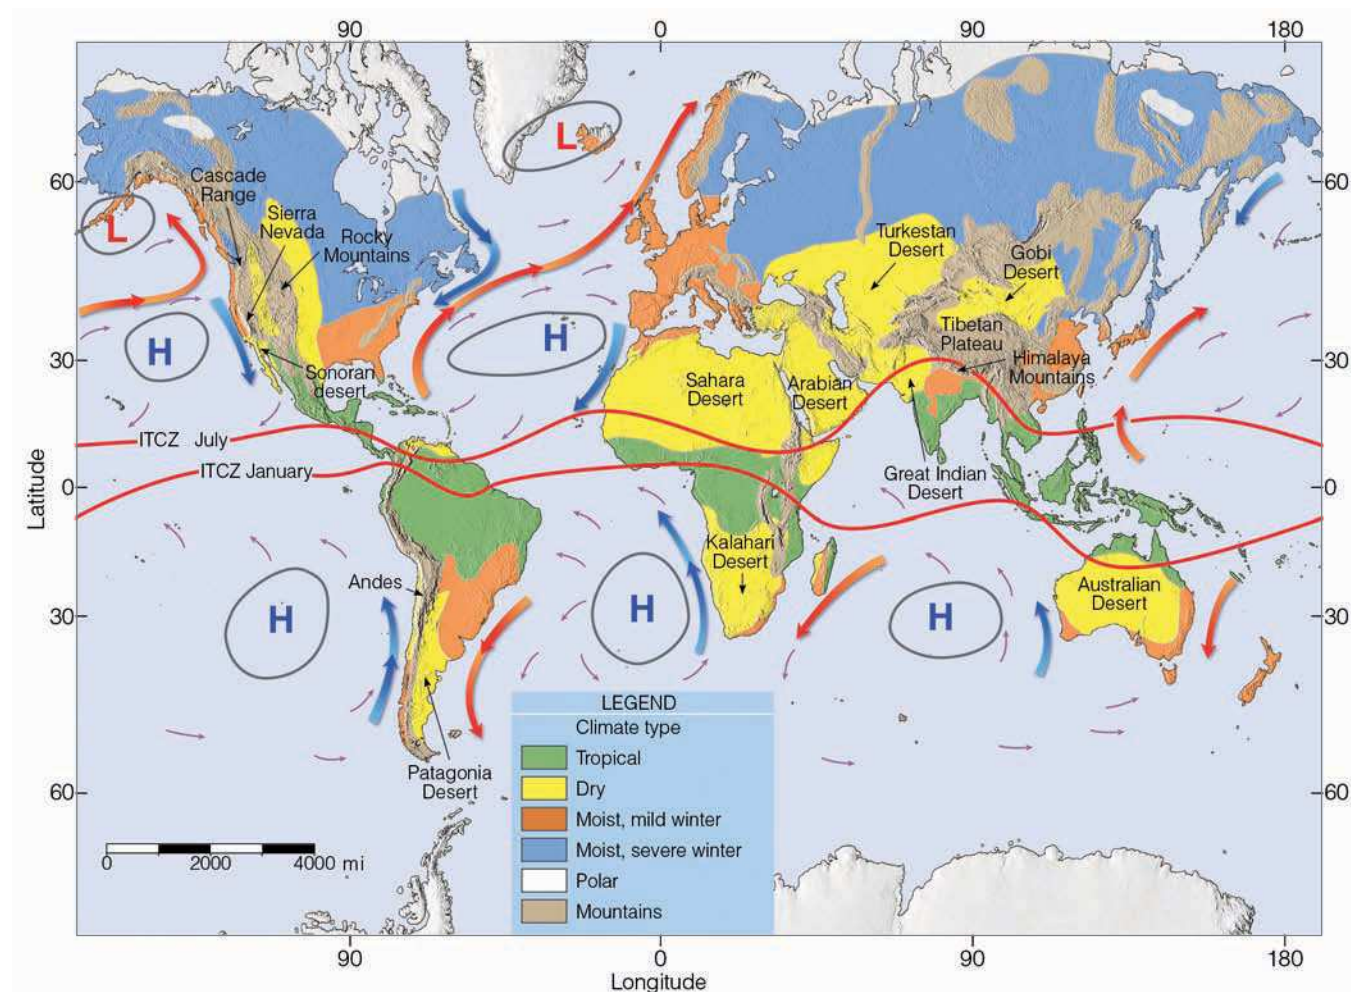 90
0
90
180
60
60
L
L
Cascade
Range
Sierra
Nevada
Rocky
Mountains
Turkestan
Desert
Gobi
Desert
H
H
Tibetan
Plateau
30
30
Sonoran
desert
Sahara
Desert
Arabian
Desert
Himalaya
Mountains
ITCZ July
ITCZ January
Great Indian
Desert
Latitude
0
0
Kalahari
Desert
Andes
Australian
Desert
H
H
H
30
30
Patagonia
Desert
60
60
LEGEND
Climate type
Tropical
Dry
Moist, mild winter
Moist, severe winter
Polar
Mountains
0 2000 4000 mi
90
0
90
180
Longitude